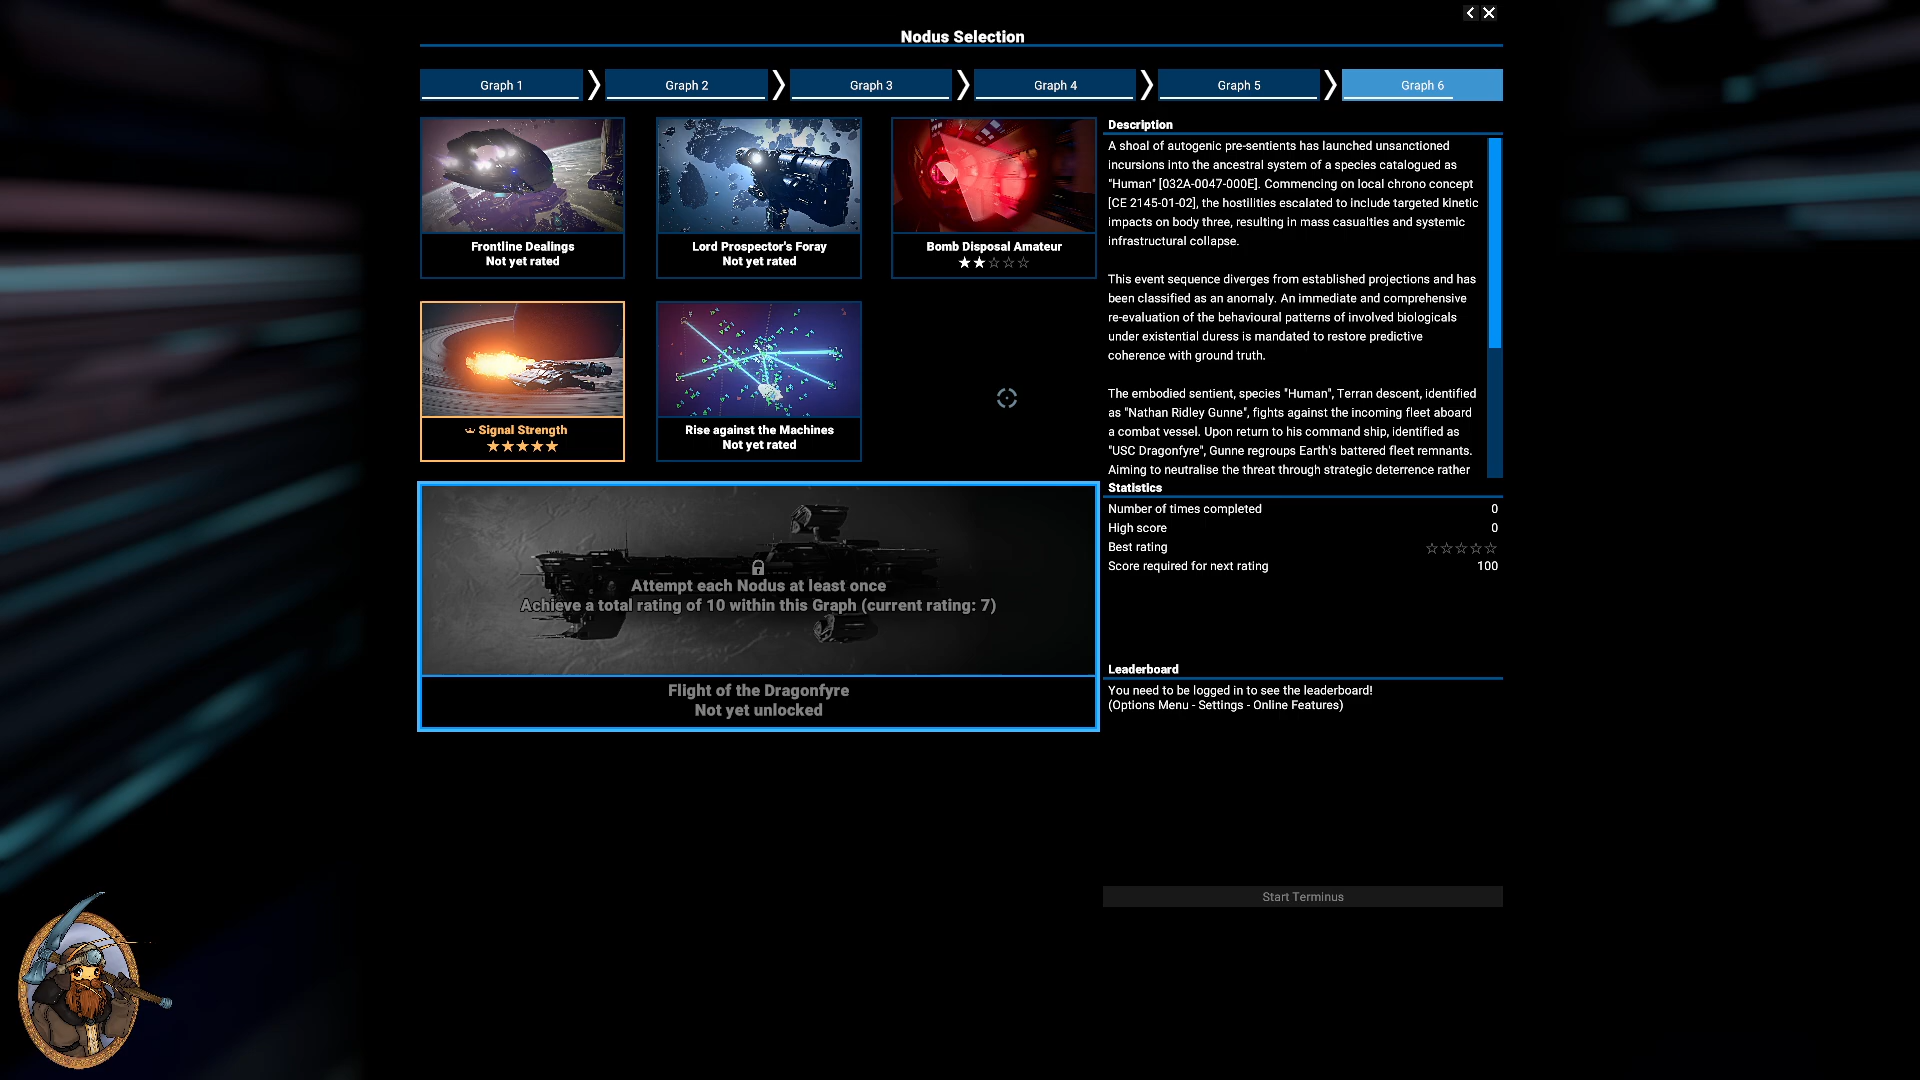 Nodus Selection
Graph 1
Graph 2
Graph 3
Graph 4
Graph 5
Graph 6
Frontline Dealings
Not yet rated
Lord Prospector's Foray
Not yet rated
Bomb Disposal Amateur
Signal Strength
Rise against the Machines
Not yet rated
Attempt each Nodus at least once
Achieve a total rating of 10 within this Graph (current rating: 7)
Flight of the Dragonfyre
Not yet unlocked
Description
A shoal of autogenic pre-sentients has launched unsanctioned
incursions into the ancestral system of a species catalogued as
"Human" [032A-0047-000E]. Commencing on local chrono concept
[CE 2145-01-02], the hostilities escalated to include targeted kinetic
impacts on body three, resulting in mass casualties and systemic
infrastructural collapse.
This event sequence diverges from established projections and has
been classified as an anomaly. An immediate and comprehensive
re-evaluation of the behavioural patterns of involved biologicals
under existential duress is mandated to restore predictive
coherence with ground truth.
The embodied sentient, species "Human", Terran descent, identified
as "Nathan Ridley Gunne", fights against the incoming fleet aboard
a combat vessel. Upon return to his command ship, identified as
"USC Dragonfyre", Gunne regroups Earth's battered fleet remnants.
Aiming to neutralise the threat through strategic deterrence rather
Statistics
Number of times completed 0
High score 0
Best rating
Score required for next rating 100
Leaderboard
You need to be logged in to see the leaderboard!
(Options Menu - Settings - Online Features)
Start Terminus